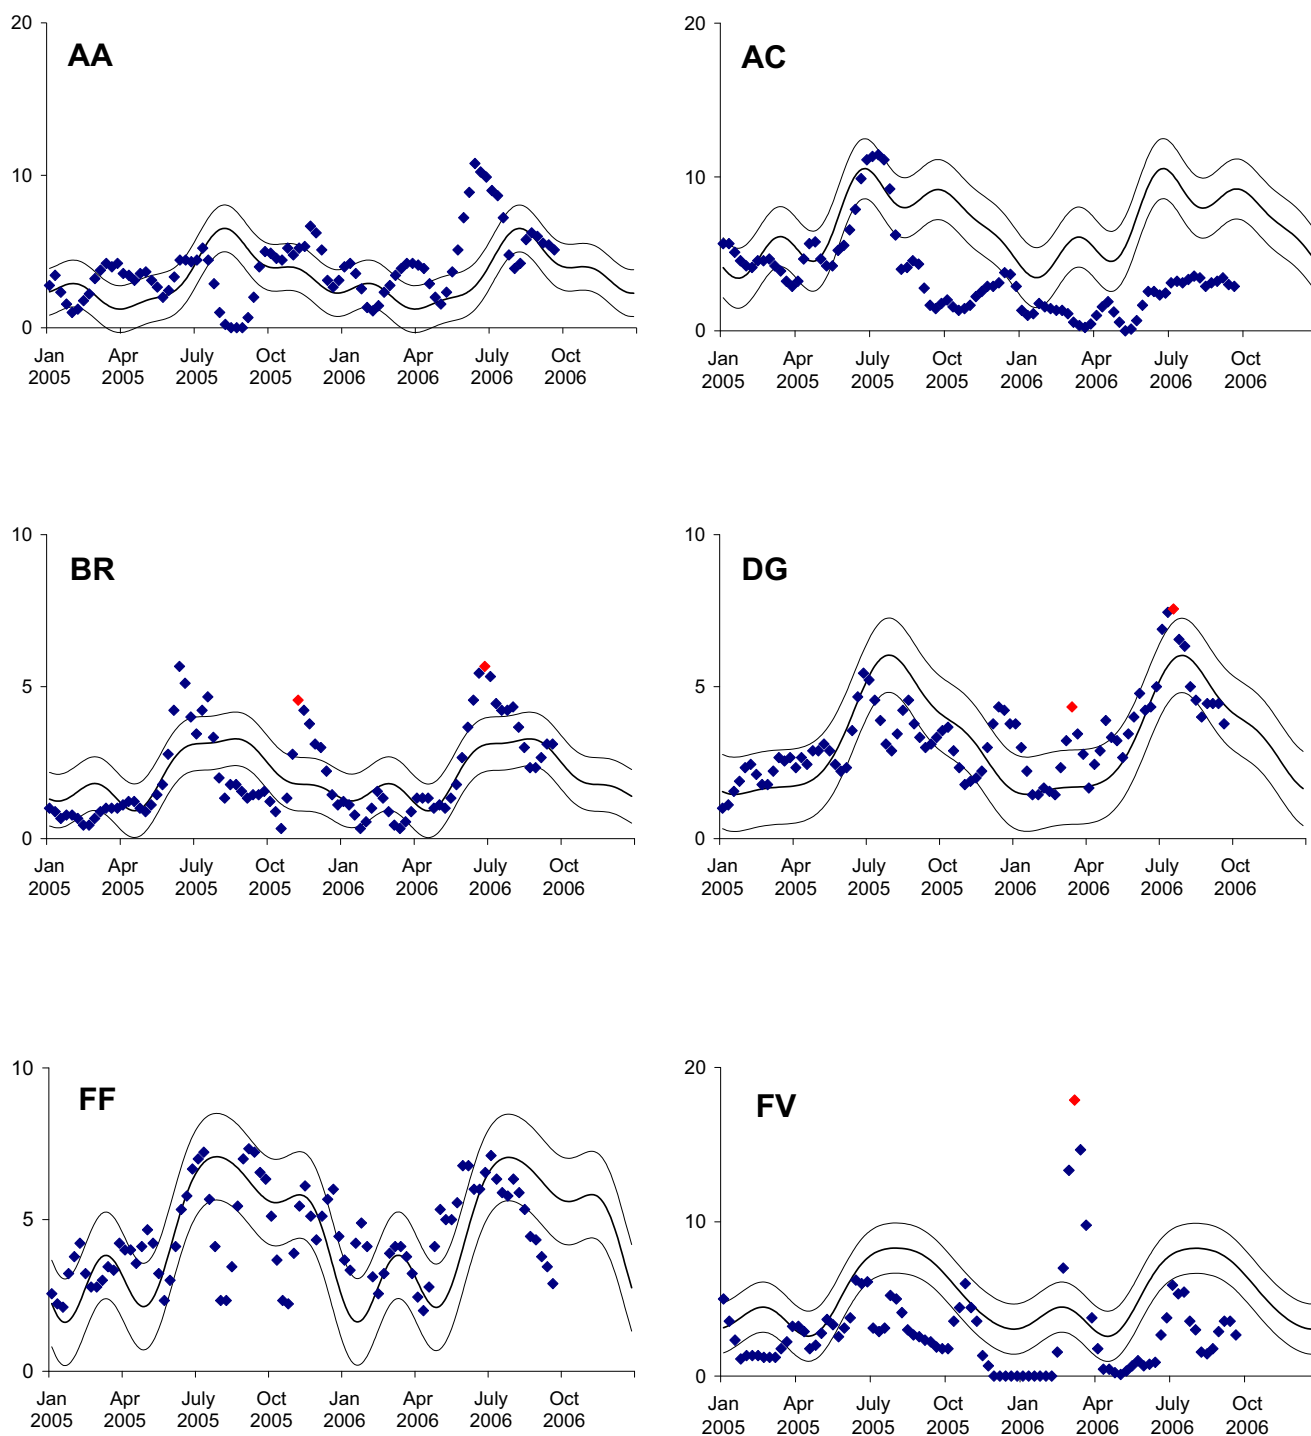 20 20
AA AC
10 10
0 0
Jan Apr July Oct Jan Apr July Oct Jan Apr July Oct Jan Apr July Oct
2005 2005 2005 2005 2006 2006 2006 2006 2005 2005 2005 2005 2006 2006 2006 2006
10 10
BR DG
5 5
0 0
Jan Apr July Oct Jan Apr July Oct Jan Apr July Oct Jan Apr July Oct
2005 2005 2005 2005 2006 2006 2006 2006 2005 2005 2005 2005 2006 2006 2006 2006
10 20
FF FV
5 10
0 0
Jan Apr July Oct Jan Apr July Oct Jan Apr July Oct Jan Apr July Oct
2005 2005 2005 2005 2006 2006 2006 2006 2005 2005 2005 2005 2006 2006 2006 2006